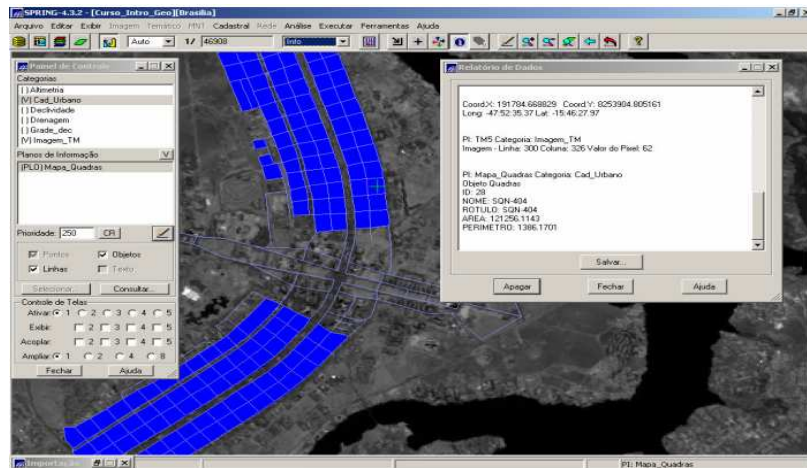 SPRING-4.3.2 - [Curso_Intro_Geo][Brasilia]
Arquivo Editar Exibir Imagem Temático MNT Cadastral Rede Análise Executar Ferramentas Ajuda
Auto 1/ 46908 Info
Painel de Controle
Categorias
( ) Altimetria
(V) Cad_Urbano
( ) Declividade
( ) Drenagem
( ) Grade_dec
(V) Imagem_TM
Planos de Informação V
(PLO) Mapa_Quadras
Prioridade: 250 CR
Pontos Objetos
Linhas Texto
Selecionar... Consultar...
Controle de Telas
Ativar: 1 2 3 4 5
Exibir: 2 3 4 5
Acoplar: 2 3 4 5
Ampliar: 1 2 4 8
Fechar Ajuda
Relatório de Dados
Coord.X: 191784.668829 Coord.Y: 8253904.805161
Long: -47:52:35.37 Lat: -15:46:27.97
PI: TM5 Categoria: Imagem_TM
Imagem - Linha: 300 Coluna: 326 Valor do Pixel: 62
PI: Mapa_Quadras Categoria: Cad_Urbano
Objeto Quadras
ID: 28
NOME: SQN-404
ROTULO: SQN-404
AREA: 121256.1143
PERIMETRO: 1386.1701
Salvar...
Apagar Fechar Ajuda
Importação
PI: Mapa_Quadras